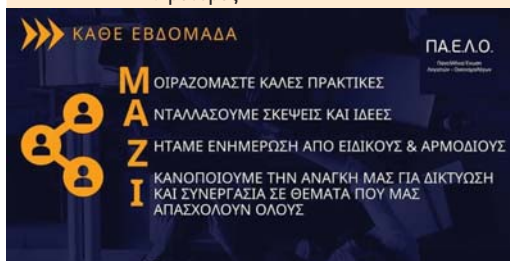 ΚΑΘΕ ΕΒΔΟΜΑΔΑ
ΠΑ.Ε.Λ.Ο.
ΜΟΙΡΑΖΟΜΑΣΤΕ ΚΑΛΕΣ ΠΡΑΚΤΙΚΕΣ
ΑΝΤΑΛΛΑΣΟΥΜΕ ΣΚΕΨΕΙΣ ΚΑΙ ΙΔΕΕΣ
ΖΗΤΑΜΕ ΕΝΗΜΕΡΩΣΗ ΑΠΟ ΕΙΔΙΚΟΥΣ & ΑΡΜΟΔΙΟΥΣ
ΙΚΑΝΟΠΟΙΟΥΜΕ ΤΗΝ ΑΝΑΓΚΗ ΜΑΣ ΓΙΑ ΔΙΚΤΥΩΣΗ
ΚΑΙ ΣΥΝΕΡΓΑΣΙΑ ΣΕ ΘΕΜΑΤΑ ΠΟΥ ΜΑΣ
ΑΠΑΣΧΟΛΟΥΝ ΟΛΟΥΣ